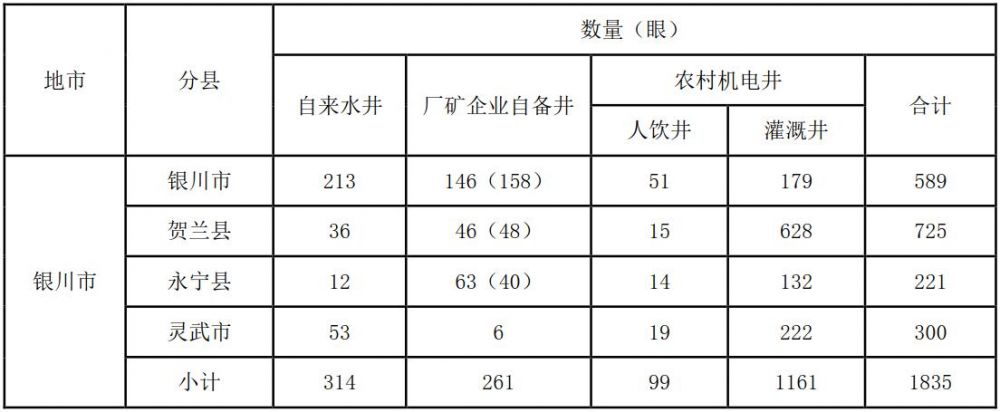 地市 分县 数量（眼）
自来水井 厂矿企业自备井 农村机电井 合计
人饮井 灌溉井
银川市 银川市 213 146（158） 51 179 589
贺兰县 36 46（48） 15 628 725
永宁县 12 63（40） 14 132 221
灵武市 53 6 19 222 300
小计 314 261 99 1161 1835